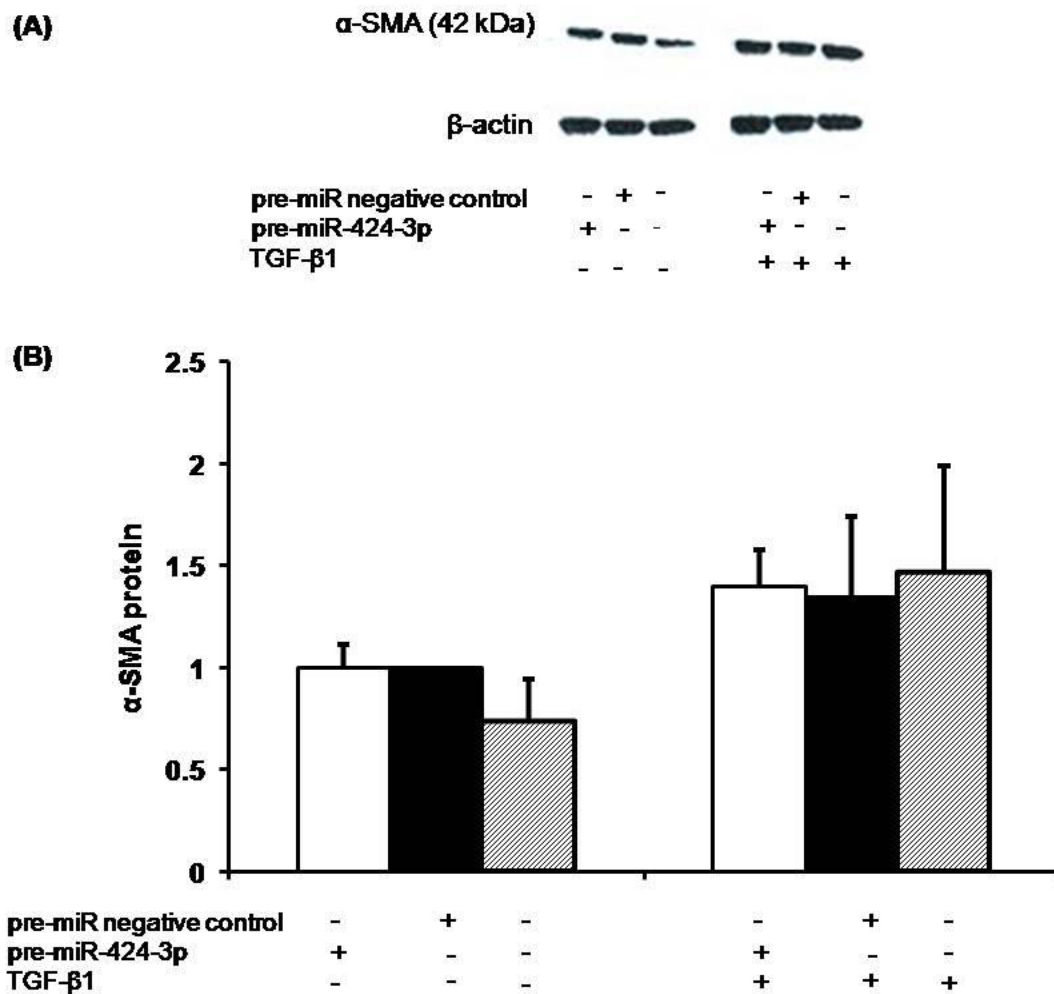 (A)
α-SMA (42 kDa)
β-actin
pre-miR negative control - + - - + -
pre-miR-424-3p + - - + - -
TGF-β1 - - - + + +
(B)
2.5
2
1.5
1
0.5
0
α-SMA protein
pre-miR negative control - + - - + -
pre-miR-424-3p + - - + - -
TGF-β1 - - - + + +